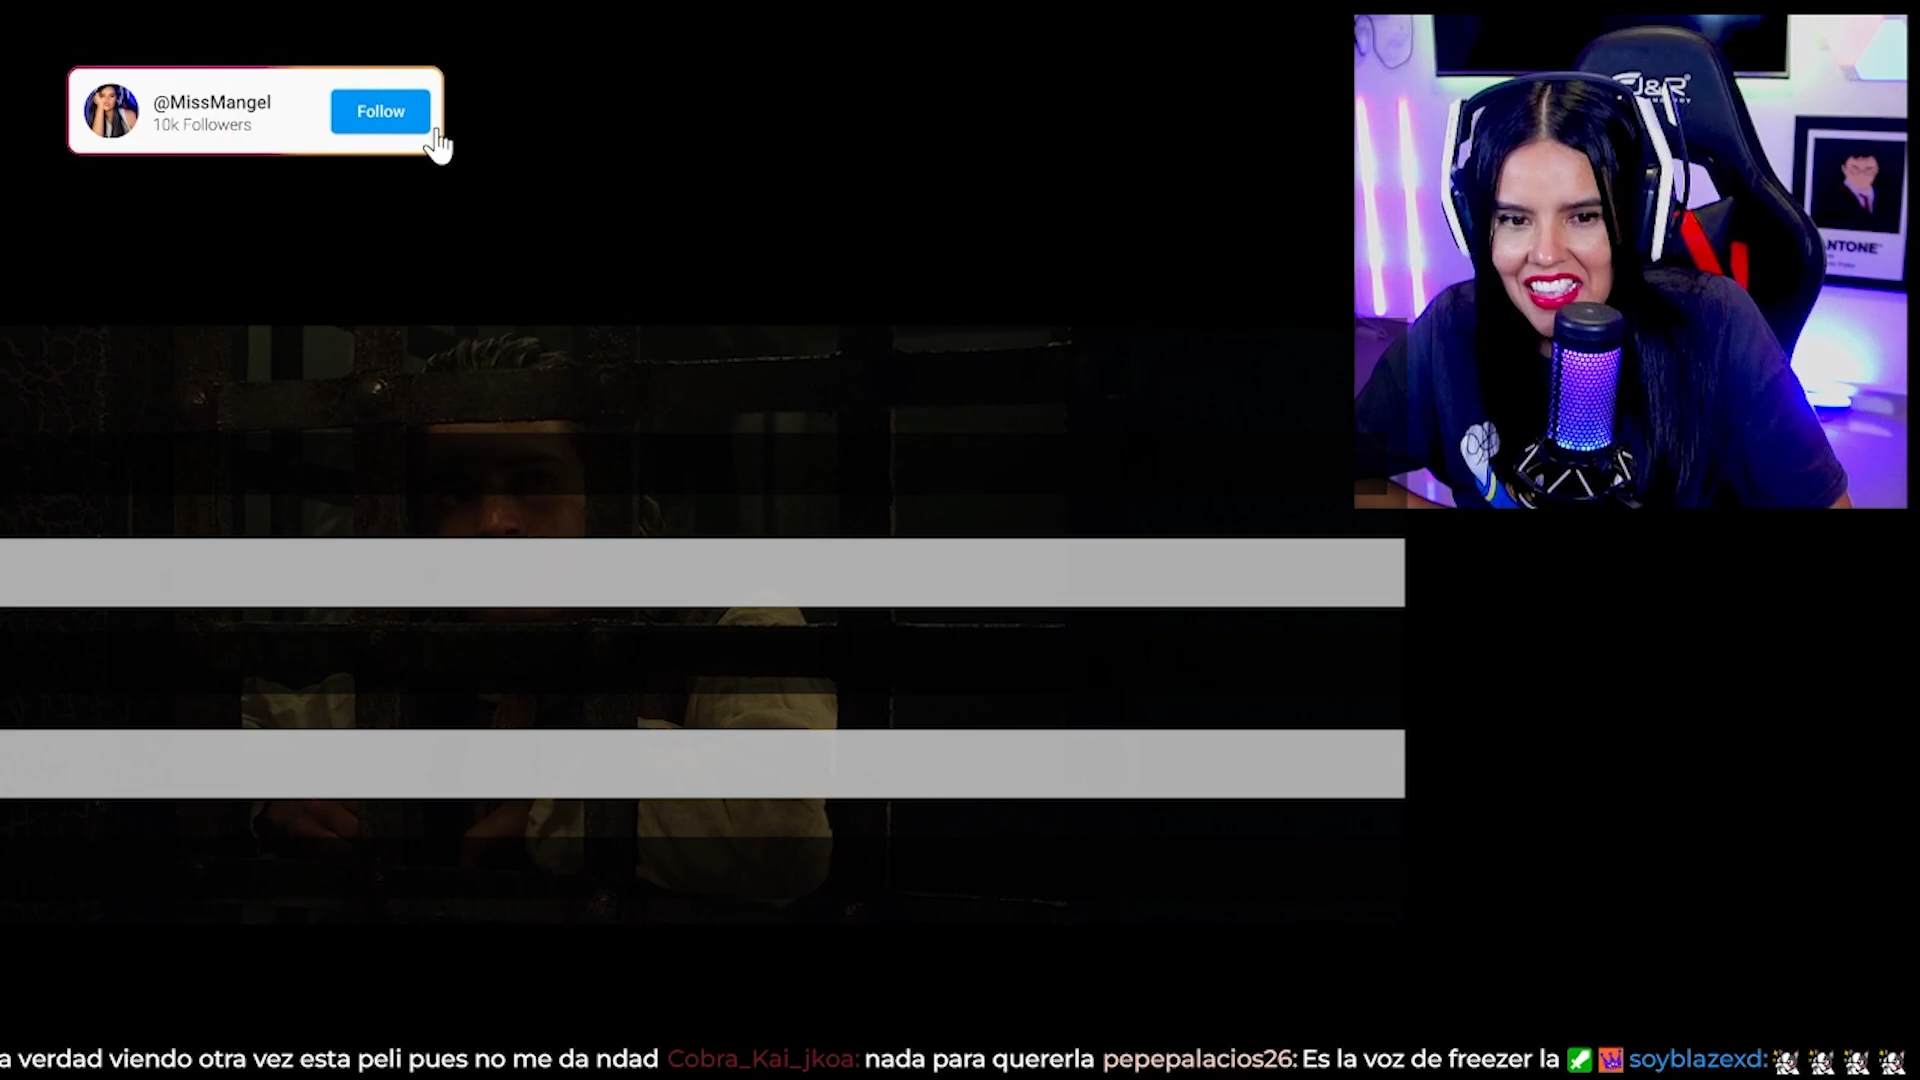 @MissMangel
10k Followers
Follow
J&R
ANTONE
a verdad viendo otra vez esta peli pues no me da ndad Cobra_Kai_jkoa: nada para quererla pepepalacios26: Es la voz de freezer la soyblazexd: